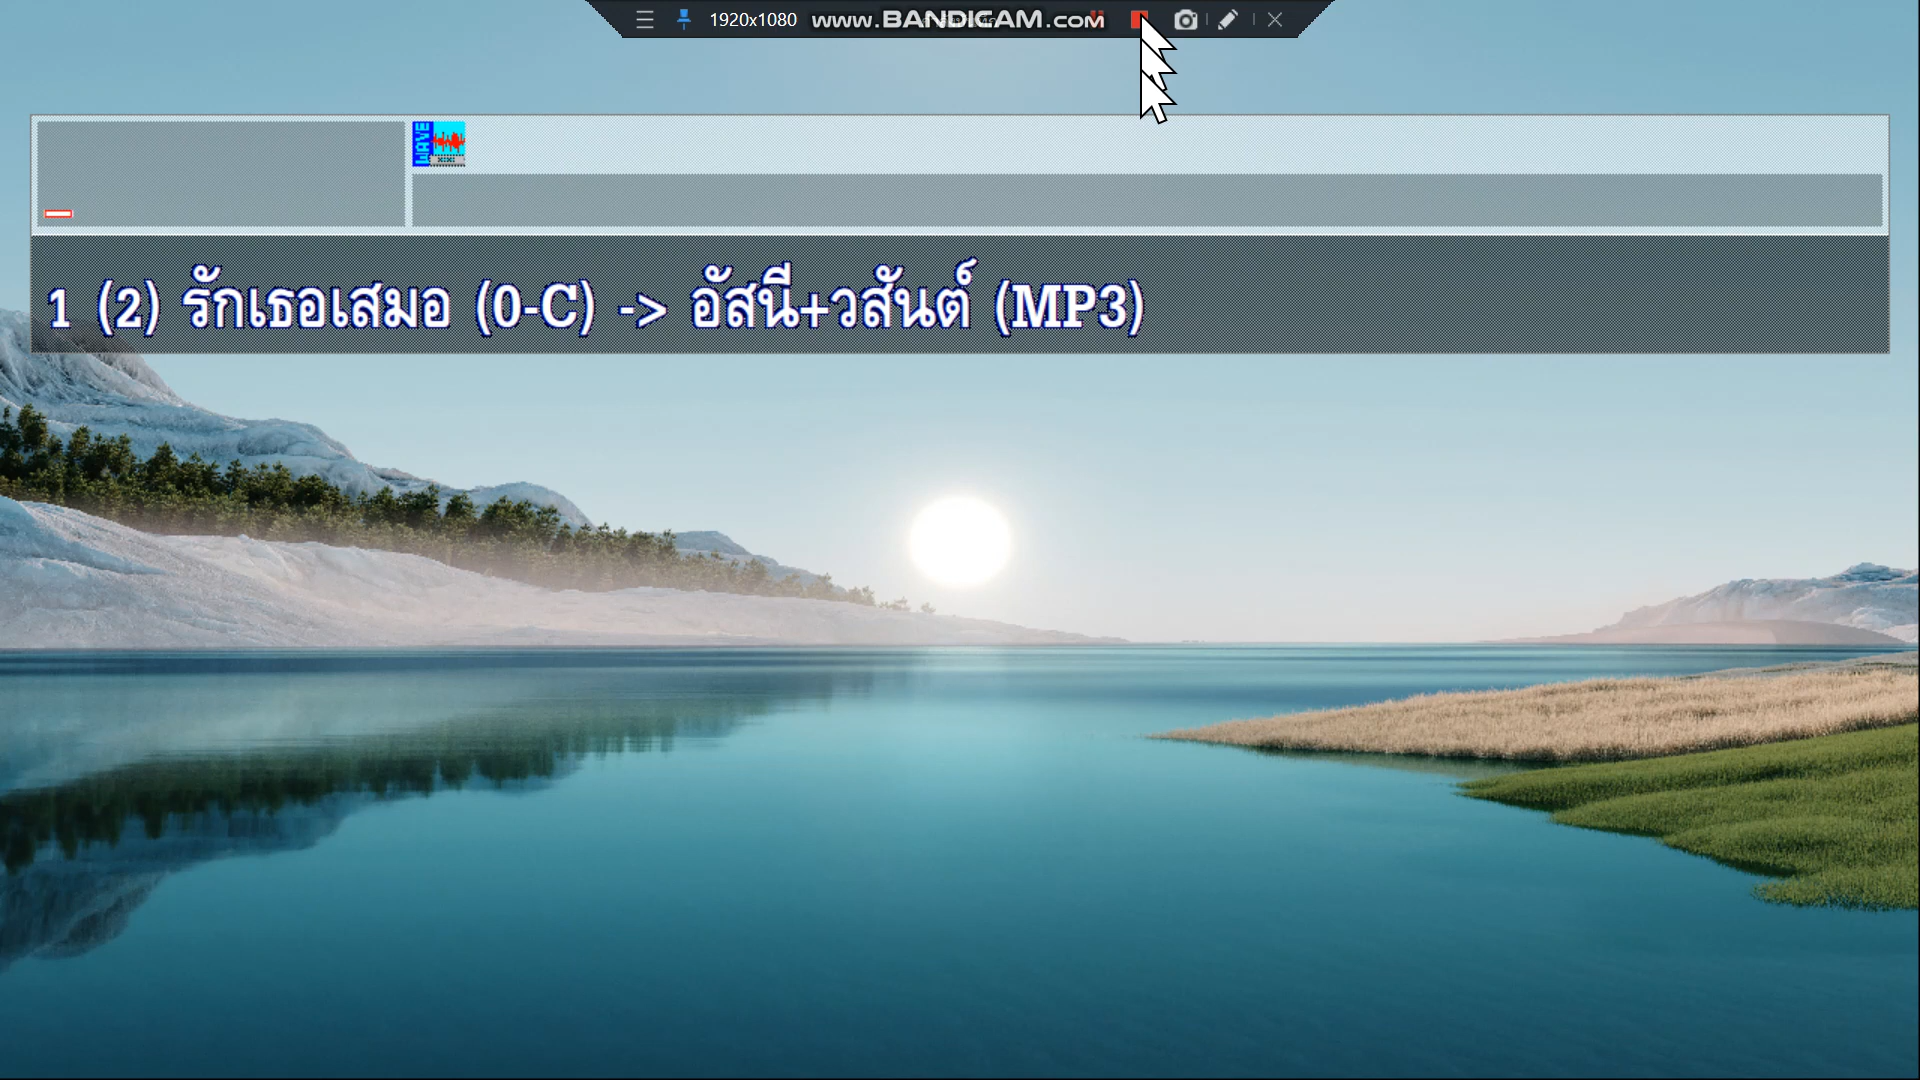 1920x1080 www.BANDICAM.com
WAVE
1 (2) รักเธอเสมอ (0-C) -> อัสนี+วสันต์ (MP3)